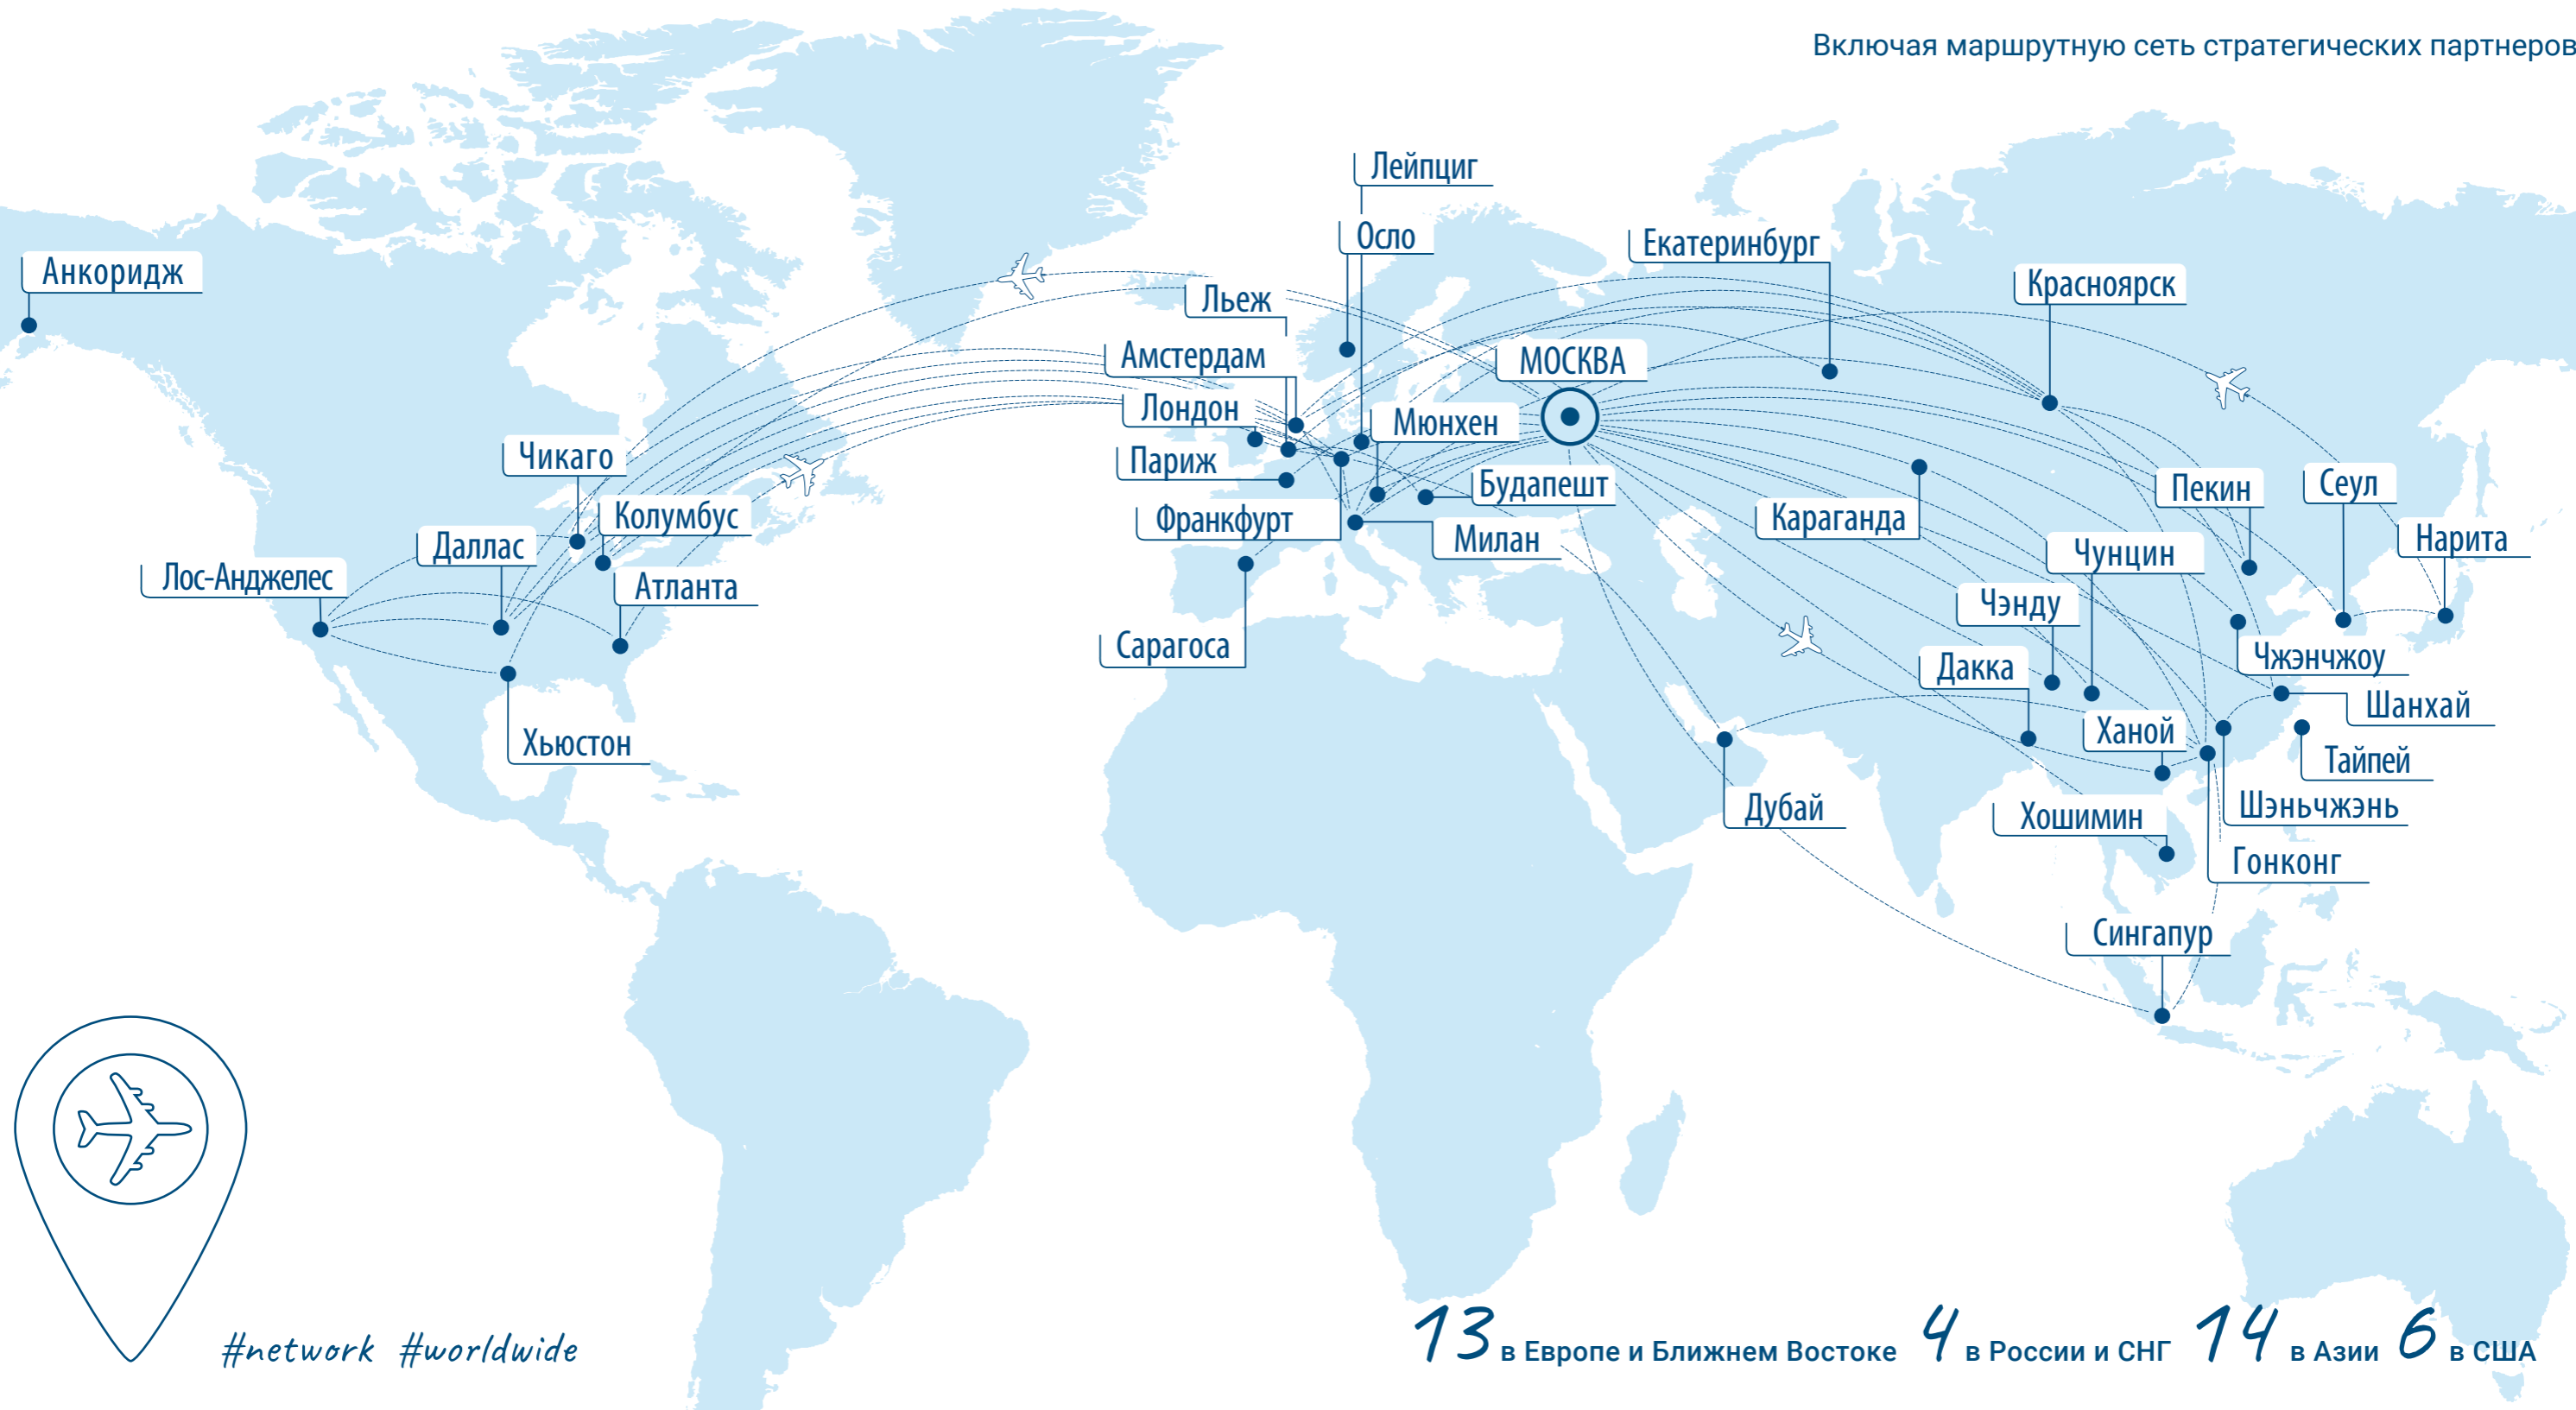 Включая маршрутную сеть стратегических партнеров
Лейпциг
Осло
Екатеринбург
Анкоридж
Красноярск
Льеж
Амстердам
МОСКВА
Лондон
Мюнхен
Чикаго
Париж
Будапешт
Пекин
Сеул
Колумбус
Франкфурт
Милан
Караганда
Нарита
Даллас
Чунцин
Лос-Анджелес
Атланта
Чэнду
Сарагоса
Чжэнчжоу
Дакка
Шанхай
Ханой
Хьюстон
Тайпей
Дубай
Шэньчжэнь
Хошимин
Гонконг
Сингапур
#network #worldwide
13 в Европе и Ближнем Востоке 4 в России и СНГ 14 в Азии 6 в США